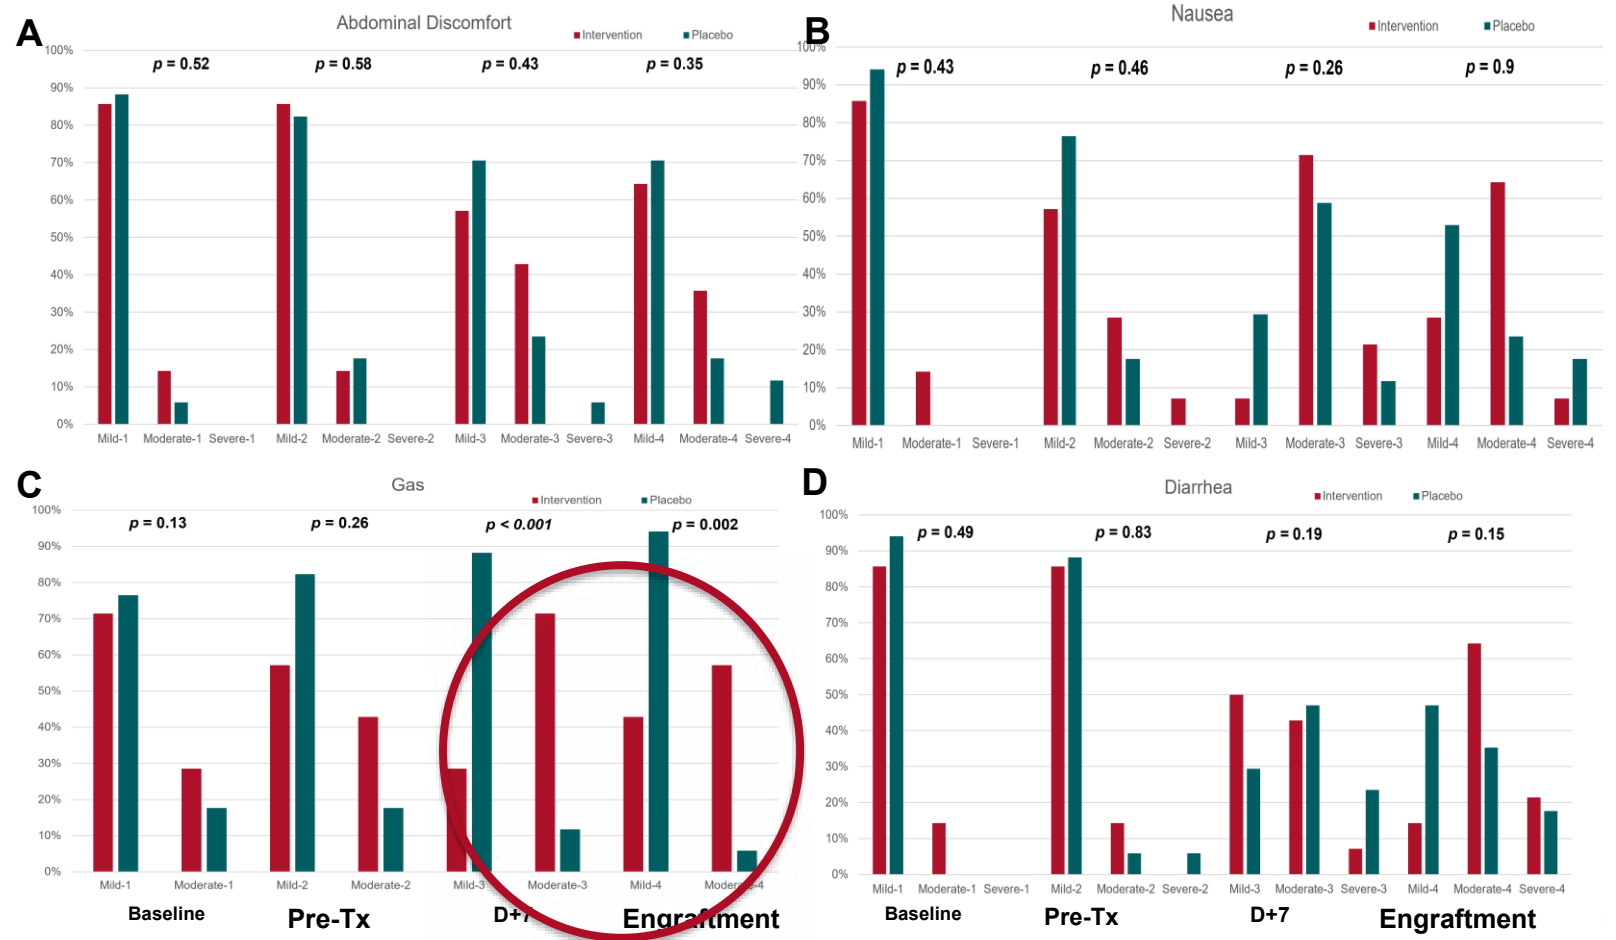 A
Abdominal Discomfort
Intervention Placebo
100%
p = 0.52 p = 0.58 p = 0.43 p = 0.35
90%
80%
70%
60%
50%
40%
30%
20%
10%
0%
Mild-1 Moderate-1 Severe-1 Mild-2 Moderate-2 Severe-2 Mild-3 Moderate-3 Severe-3 Mild-4 Moderate-4 Severe-4
B
Nausea
Intervention Placebo
100%
p = 0.43 p = 0.46 p = 0.26 p = 0.9
90%
80%
70%
60%
50%
40%
30%
20%
10%
0%
Mild-1 Moderate-1 Severe-1 Mild-2 Moderate-2 Severe-2 Mild-3 Moderate-3 Severe-3 Mild-4 Moderate-4 Severe-4
C
Gas
Intervention Placebo
100%
p = 0.13 p = 0.26 p < 0.001 p = 0.002
90%
80%
70%
60%
50%
40%
30%
20%
10%
0%
Mild-1 Moderate-1 Mild-2 Moderate-2 Mild-3 Moderate-3 Mild-4 Moderate-4
Baseline Pre-Tx D+7 Engraftment
D
Diarrhea
Intervention Placebo
100%
p = 0.49 p = 0.83 p = 0.19 p = 0.15
90%
80%
70%
60%
50%
40%
30%
20%
10%
0%
Mild-1 Moderate-1 Severe-1 Mild-2 Moderate-2 Severe-2 Mild-3 Moderate-3 Severe-3 Mild-4 Moderate-4 Severe-4
Baseline Pre-Tx D+7 Engraftment